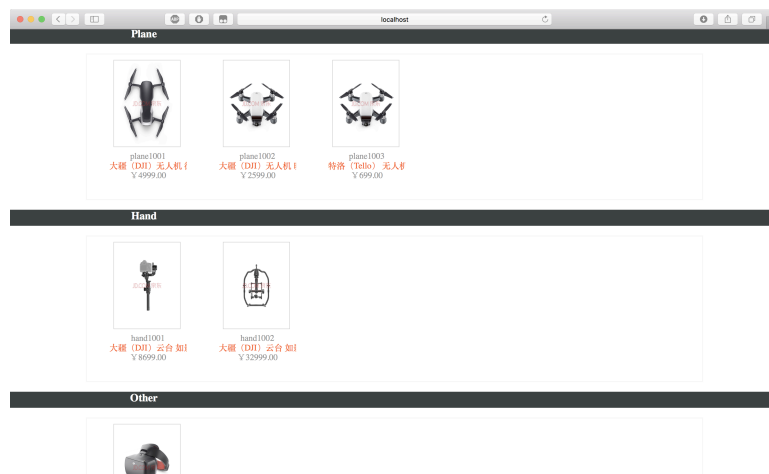 localhost
Plane
plane1001
大疆（DJI）无人机
￥4999.00
plane1002
大疆（DJI）无人机
￥2599.00
plane1003
特洛（Tello） 无人机
￥699.00
Hand
hand1001
大疆（DJI）云台 如
￥8699.00
hand1002
大疆（DJI）云台 如
￥32999.00
Other